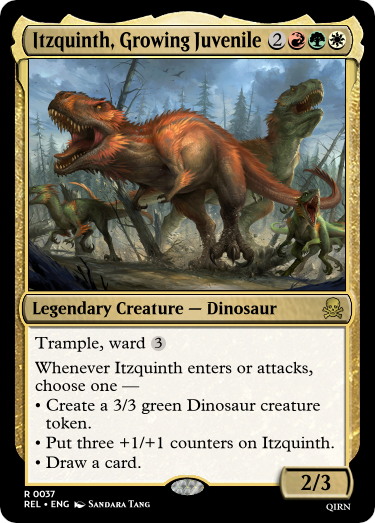 Itzquinth, Growing Juvenile 2
Legendary Creature — Dinosaur
Trample, ward 3
Whenever Itzquinth enters or attacks,
choose one —
• Create a 3/3 green Dinosaur creature
token.
• Put three +1/+1 counters on Itzquinth.
• Draw a card.
2/3
R 0037
REL • ENG Sandara Tang
QIRN